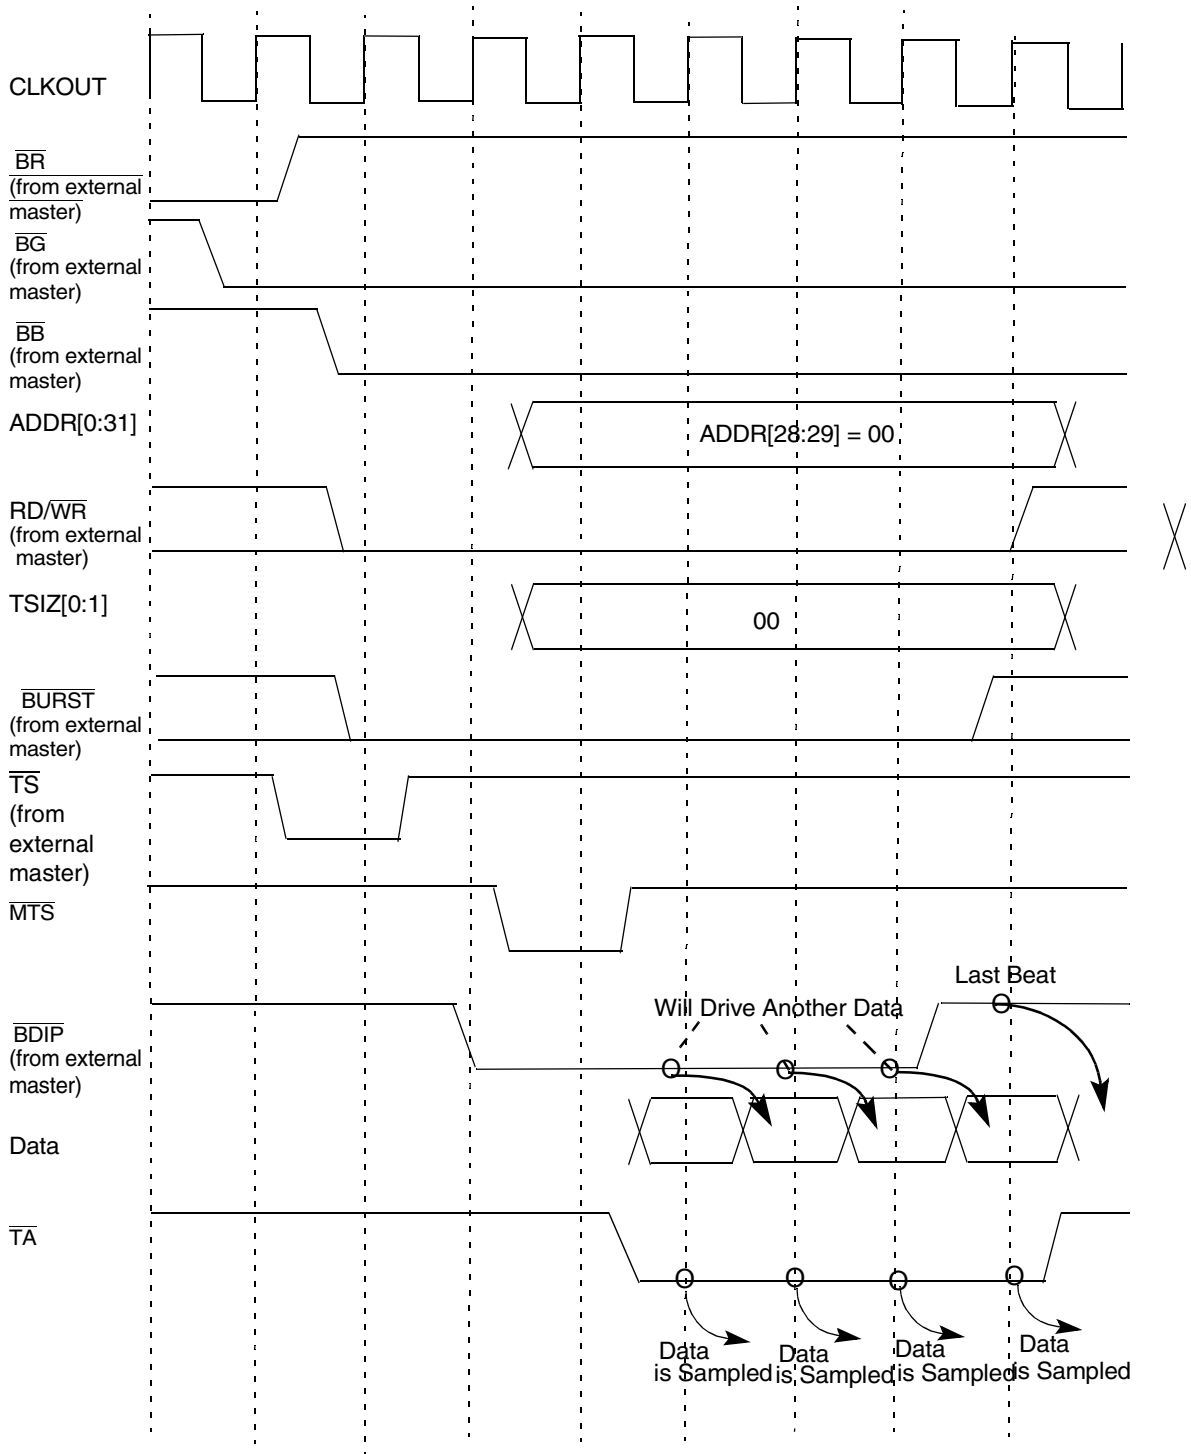 CLKOUT
BR
(from external
master)
BG
(from external
master)
BB
(from external
master)
ADDR[0:31]
ADDR[28:29] = 00
RD/WR
(from external
master)
TSIZ[0:1]
00
BURST
(from external
master)
TS
(from
external
master)
MTS
Last Beat
Will Drive Another Data
BDIP
(from external
master)
Data
TA
Data
is Sampled
Data
is Sampled
Data
is Sampled
Data
is Sampled